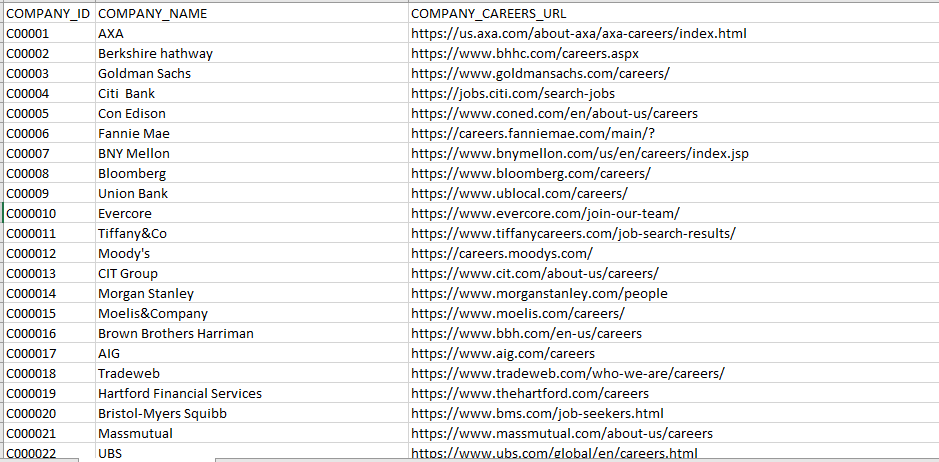 COMPANY_ID COMPANY_NAME COMPANY_CAREERS_URL
C00001 AXA https://us.axa.com/about-axa/axa-careers/index.html
C00002 Berkshire hathway https://www.bhhc.com/careers.aspx
C00003 Goldman Sachs https://www.goldmansachs.com/careers/
C00004 Citi  Bank https://jobs.citi.com/search-jobs
C00005 Con Edison https://www.coned.com/en/about-us/careers
C00006 Fannie Mae https://careers.fanniemae.com/main/?
C00007 BNY Mellon https://www.bnymellon.com/us/en/careers/index.jsp
C00008 Bloomberg https://www.bloomberg.com/careers/
C00009 Union Bank https://www.ublocal.com/careers/
C000010 Evercore https://www.evercore.com/join-our-team/
C000011 Tiffany&Co https://www.tiffanycareers.com/job-search-results/
C000012 Moody's https://careers.moodys.com/
C000013 CIT Group https://www.cit.com/about-us/careers/
C000014 Morgan Stanley https://www.morganstanley.com/people
C000015 Moelis&Company https://www.moelis.com/careers/
C000016 Brown Brothers Harriman https://www.bbh.com/en-us/careers
C000017 AIG https://www.aig.com/careers
C000018 Tradeweb https://www.tradeweb.com/who-we-are/careers/
C000019 Hartford Financial Services https://www.thehartford.com/careers
C000020 Bristol-Myers Squibb https://www.bms.com/job-seekers.html
C000021 Massmutual https://www.massmutual.com/about-us/careers
C000022 UBS https://www.ubs.com/global/en/careers.html